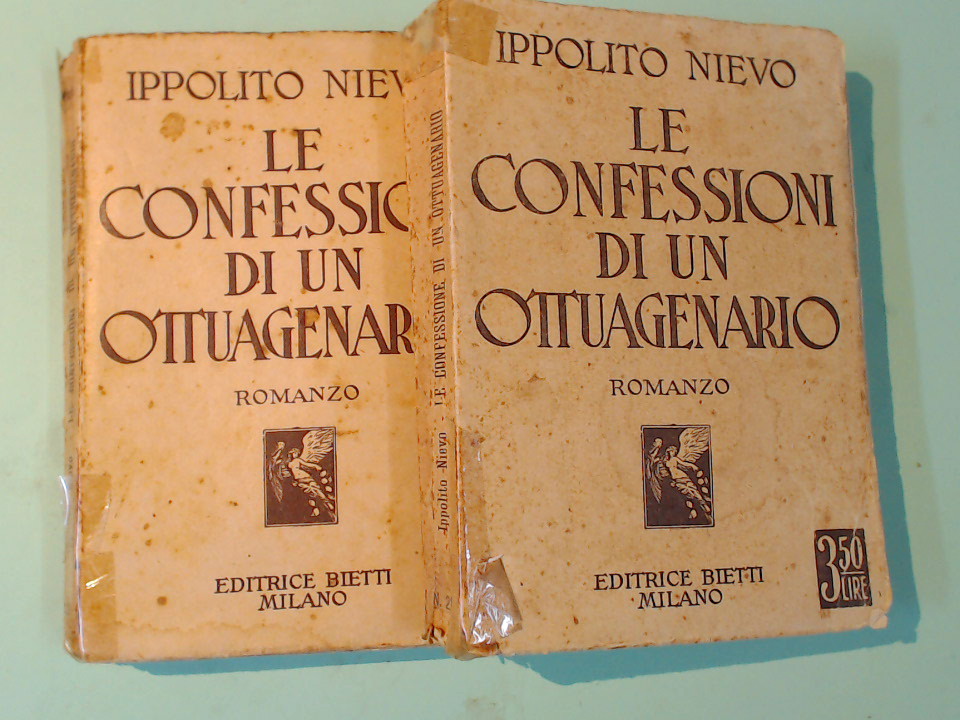 IPPOLITO NIEV
LE
CONFESSIO
DI UN
OTTUAGENAR
ROMANZO
EDITRICE BIETTI
MILANO
Ippolito Nievo - LE CONFESSIONE DI UN OTTUAGENARIO
N. 2
IPPOLITO NIEVO
LE
CONFESSIONI
DI UN
OTTUAGENARIO
ROMANZO
EDITRICE BIETTI
MILANO
3,50
LIRE